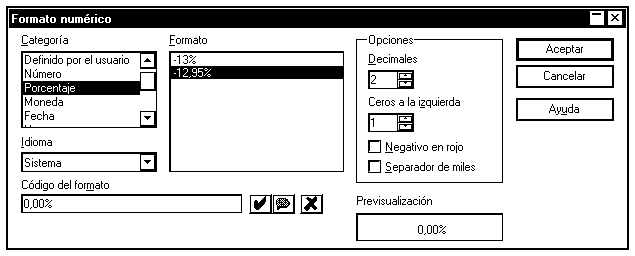 Formato numérico
Categoría
Definido por el usuario
Número
Porcentaje
Moneda
Fecha
Idioma
Sistema
Código del formato
0,00%
Formato
-13%
-12,95%
Opciones
Decimales
2
Ceros a la izquierda
1
Negativo en rojo
Separador de miles
Previsualización
0,00%
Aceptar
Cancelar
Ayuda